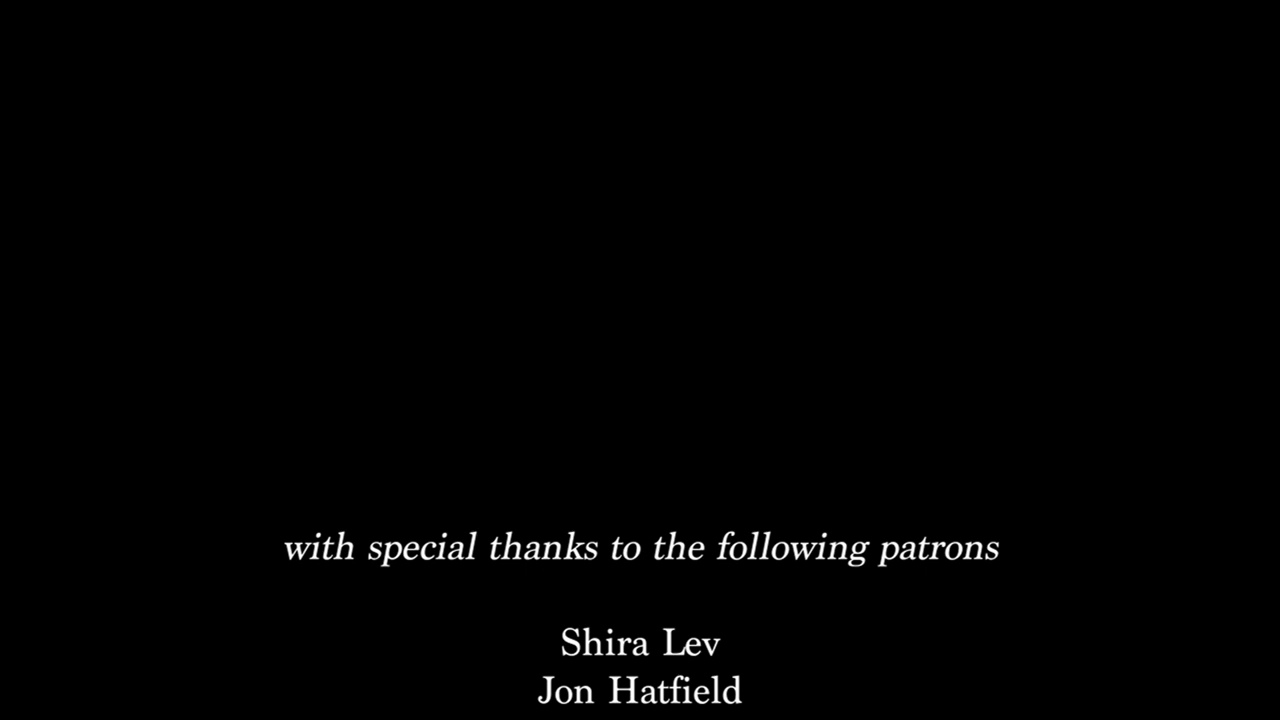 with special thanks to the following patrons
Shira Lev
Jon Hatfield